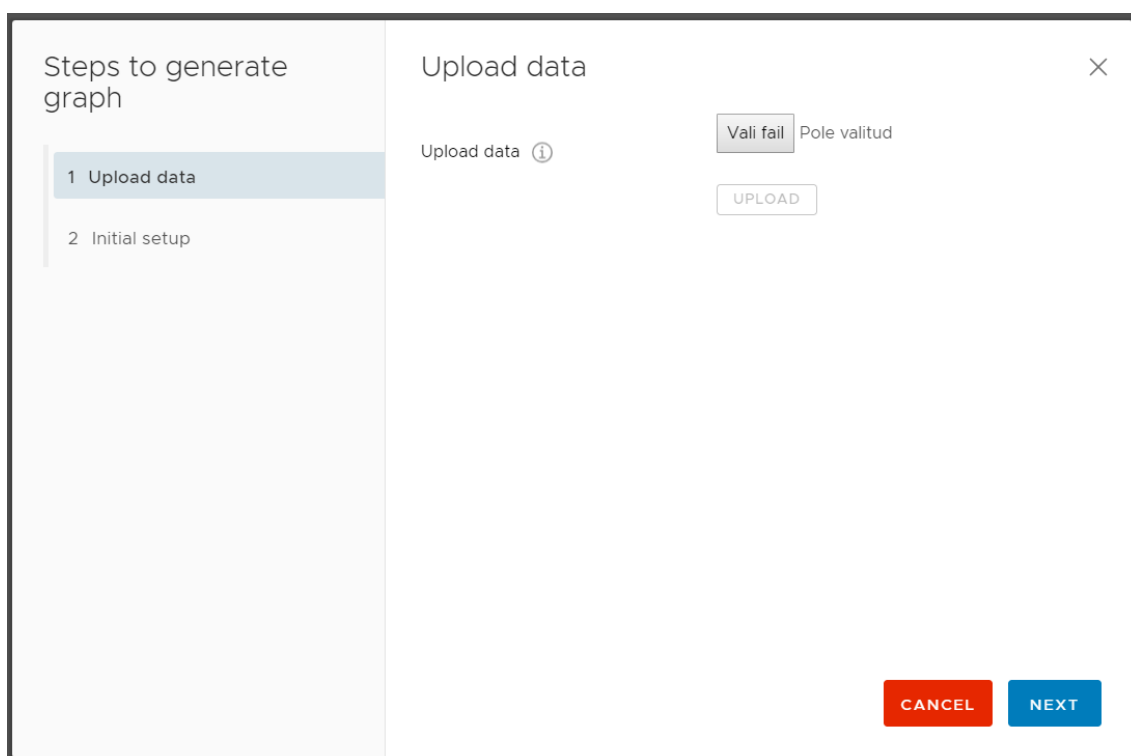 Steps to generate
graph
1 Upload data
2 Initial setup
Upload data
Upload data
Vali fail Pole valitud
UPLOAD
CANCEL NEXT